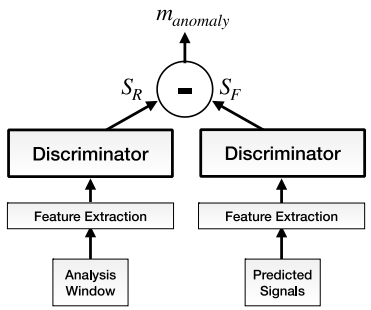 m_anomaly
S_R
-
S_F
Discriminator
Discriminator
Feature Extraction
Feature Extraction
Analysis
Window
Predicted
Signals